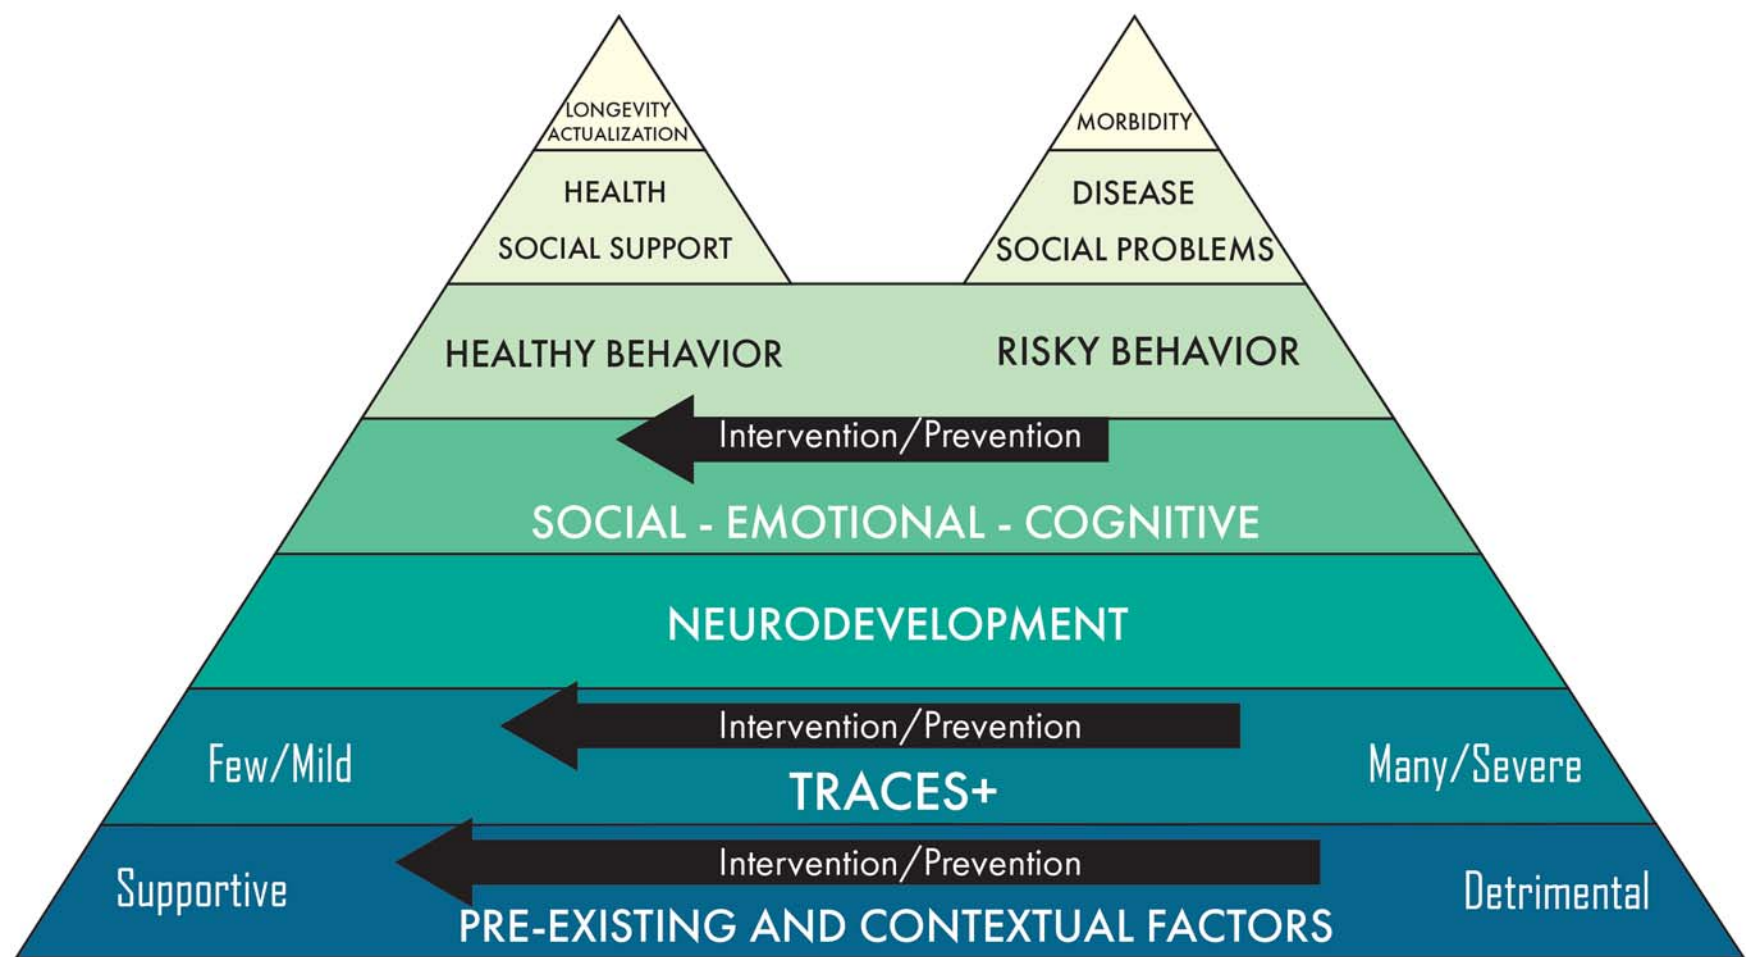 LONGEVITY
ACTUALIZATION
MORBIDITY
HEALTH
SOCIAL SUPPORT
DISEASE
SOCIAL PROBLEMS
HEALTHY BEHAVIOR
RISKY BEHAVIOR
Intervention/Prevention
SOCIAL - EMOTIONAL - COGNITIVE
NEURODEVELOPMENT
Intervention/Prevention
Few/Mild
Many/Severe
TRACES+
Intervention/Prevention
Supportive
Detrimental
PRE-EXISTING AND CONTEXTUAL FACTORS